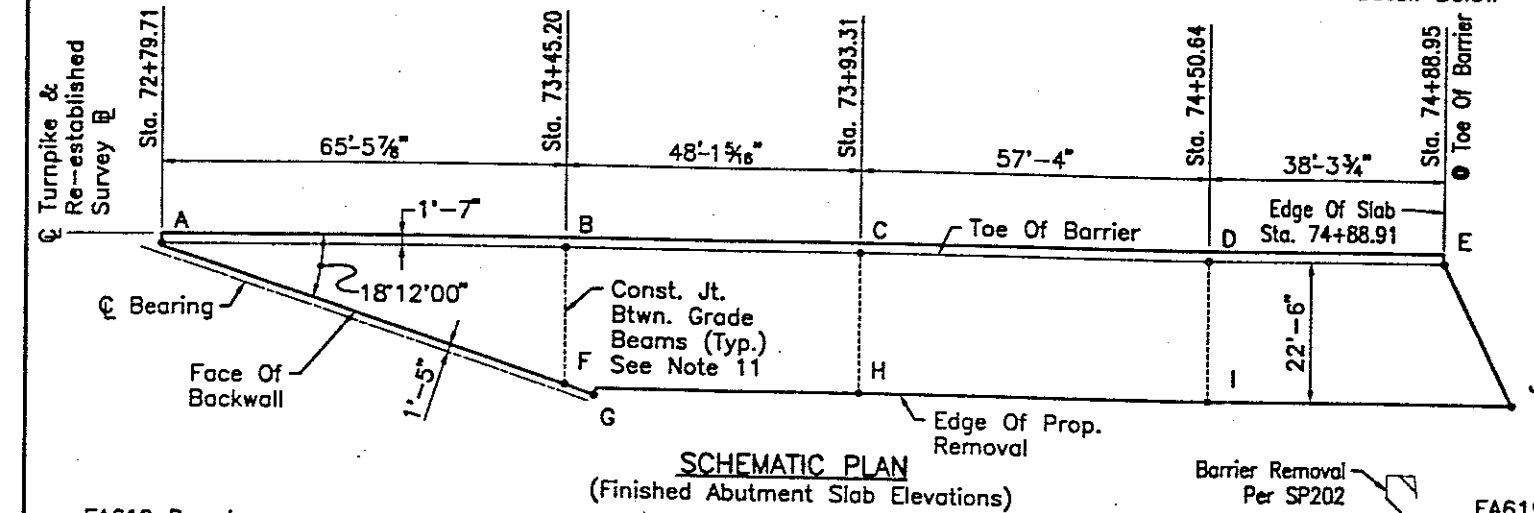 ℄ Turnpike &
Re-established
Survey ⅊
Sta. 72+79.71
Sta. 73+45.20
Sta. 73+93.31
Sta. 74+50.64
Sta. 74+88.95
@ Toe Of Barrier
65'-5⅞"
48'-1 5/16"
57'-4"
38'-3¾"
A
1'-7"
B
C
Toe Of Barrier
D
Edge Of Slab
Sta. 74+88.91
E
18°12'00"
℄ Bearing
Const. Jt.
Btwn. Grade
Beams (Typ.)
See Note 11
22'-6"
Face Of
Backwall
1'-5"
F
G
H
I
J
Edge Of Prop.
Removal
SCHEMATIC PLAN
(Finished Abutment Slab Elevations)
Barrier Removal
Per SP202